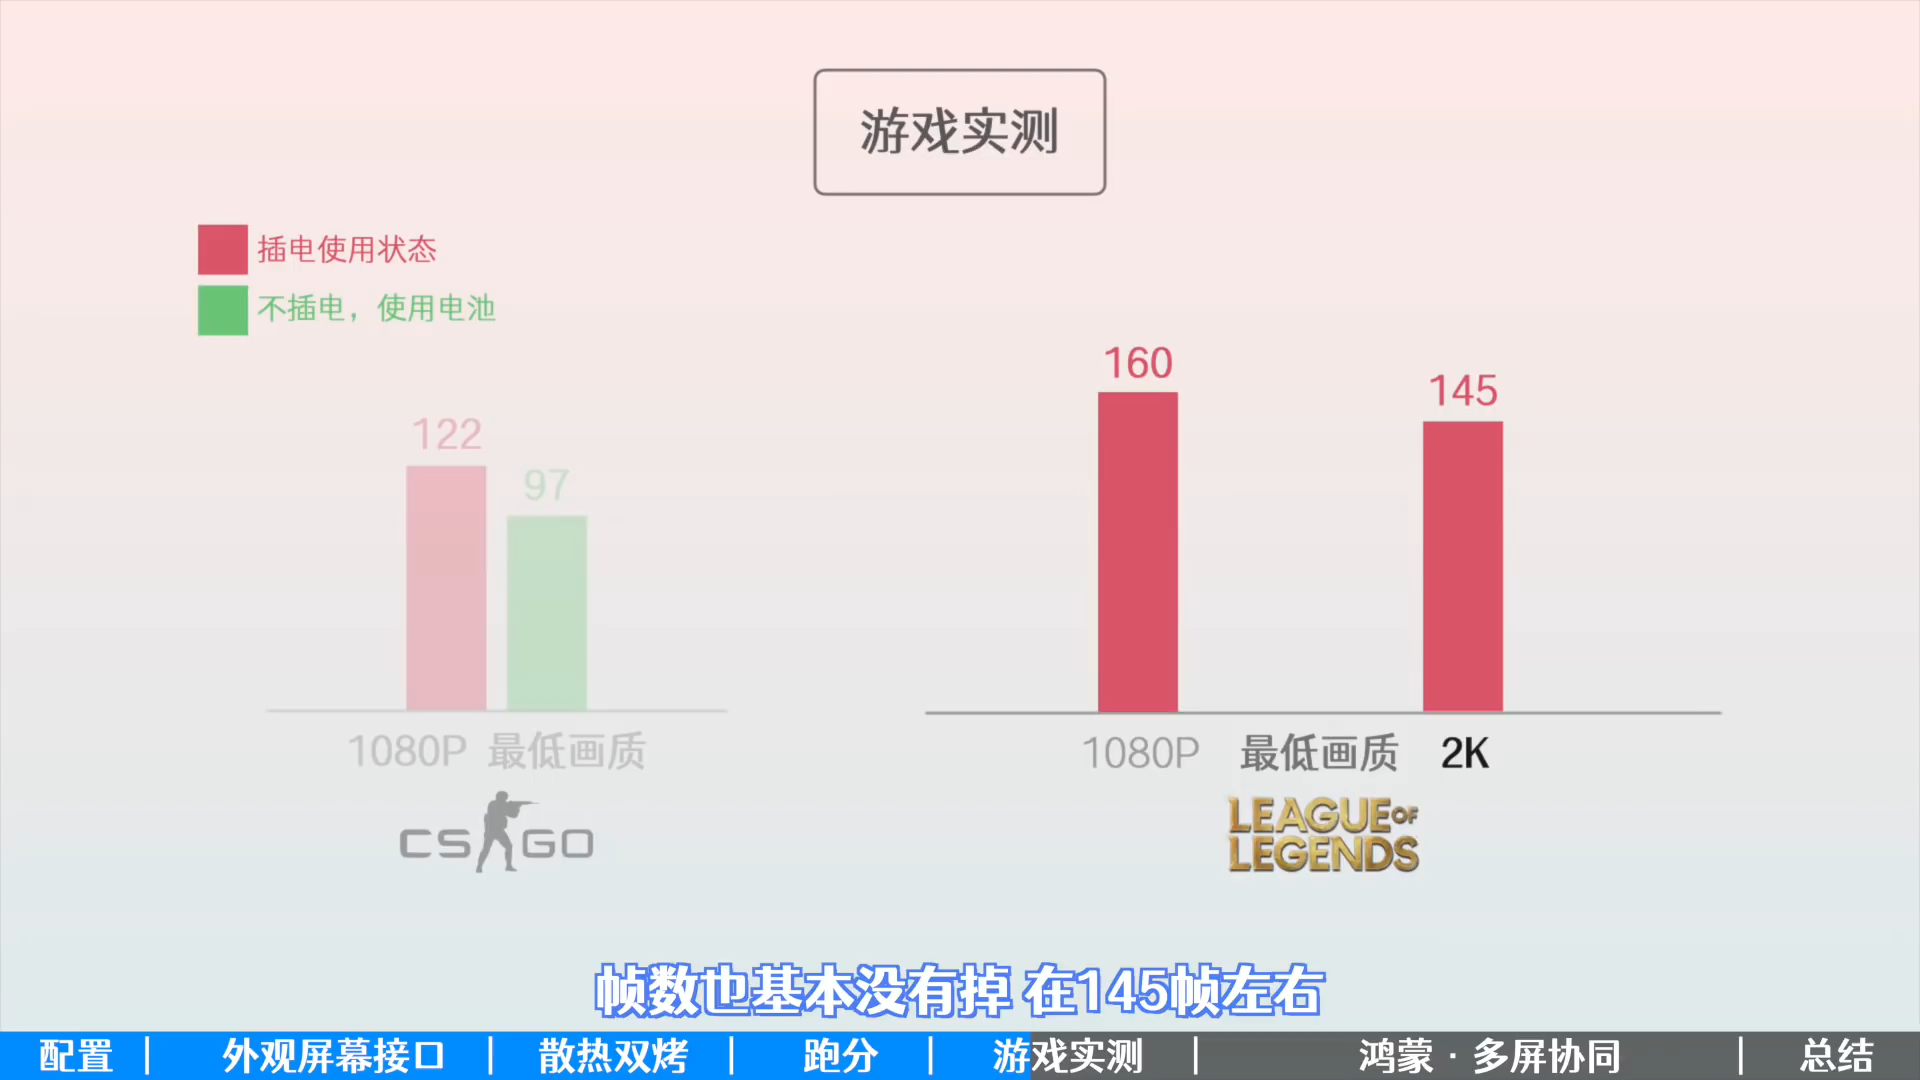 游戏实测
插电使用状态
不插电，使用电池
122
97
1080P 最低画质
CS GO
160
145
1080P 最低画质 2K
LEAGUE OF
LEGENDS
帧数也基本没有掉 在145帧左右
配置 | 外观屏幕接口 | 散热双烤 | 跑分 | 游戏实测 | 鸿蒙·多屏协同 | 总结